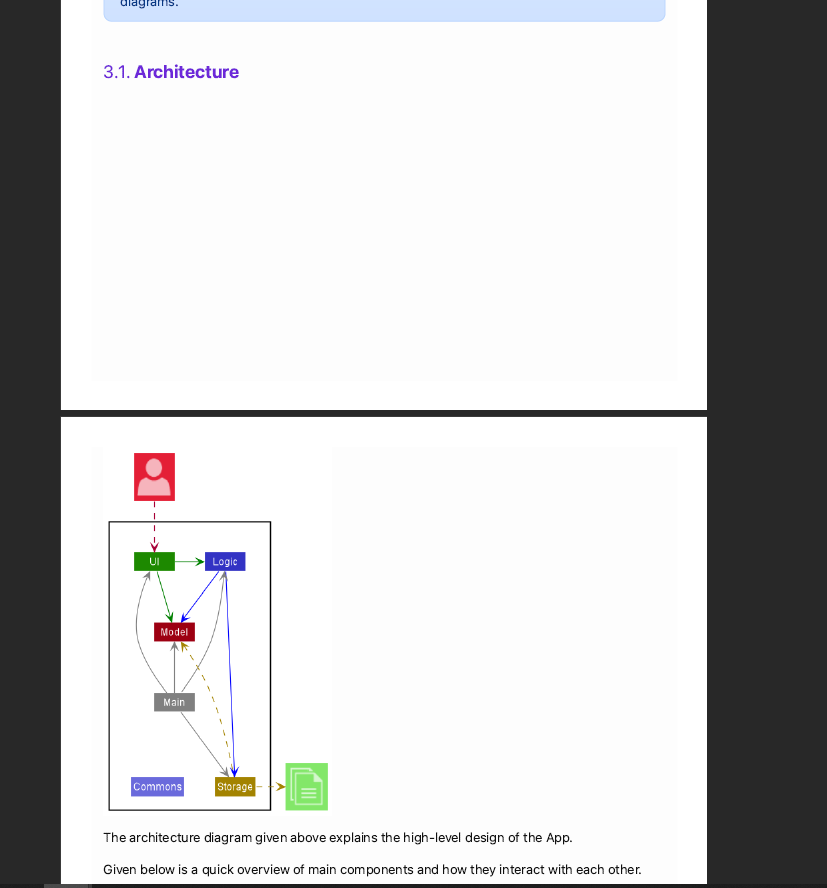 diagrams.
3.1. Architecture
UI
Logic
Model
Main
Commons
Storage
The architecture diagram given above explains the high-level design of the App.
Given below is a quick overview of main components and how they interact with each other.